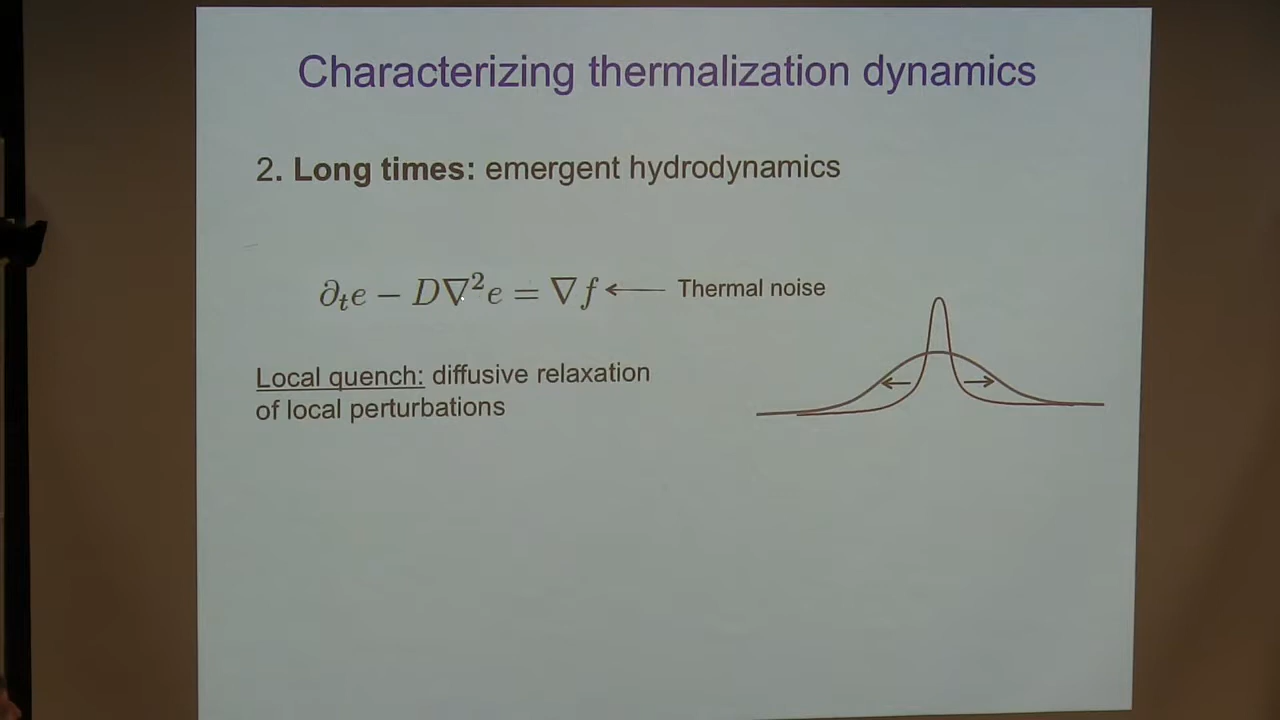 Characterizing thermalization dynamics
2. Long times: emergent hydrodynamics
∂ₜe − D∇²e = ∇f ← Thermal noise
Local quench: diffusive relaxation
of local perturbations